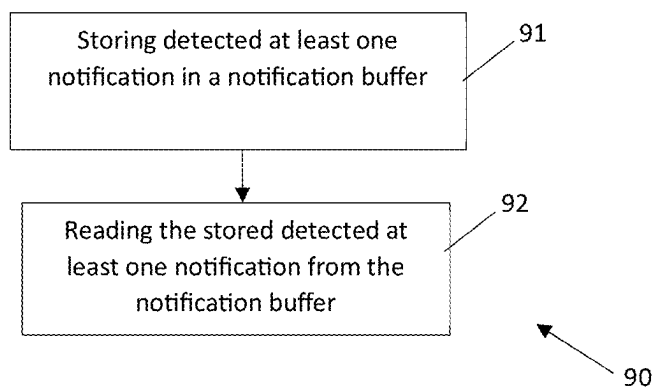 Storing detected at least one
notification in a notification buffer
91
Reading the stored detected at
least one notification from the
notification buffer
92
90